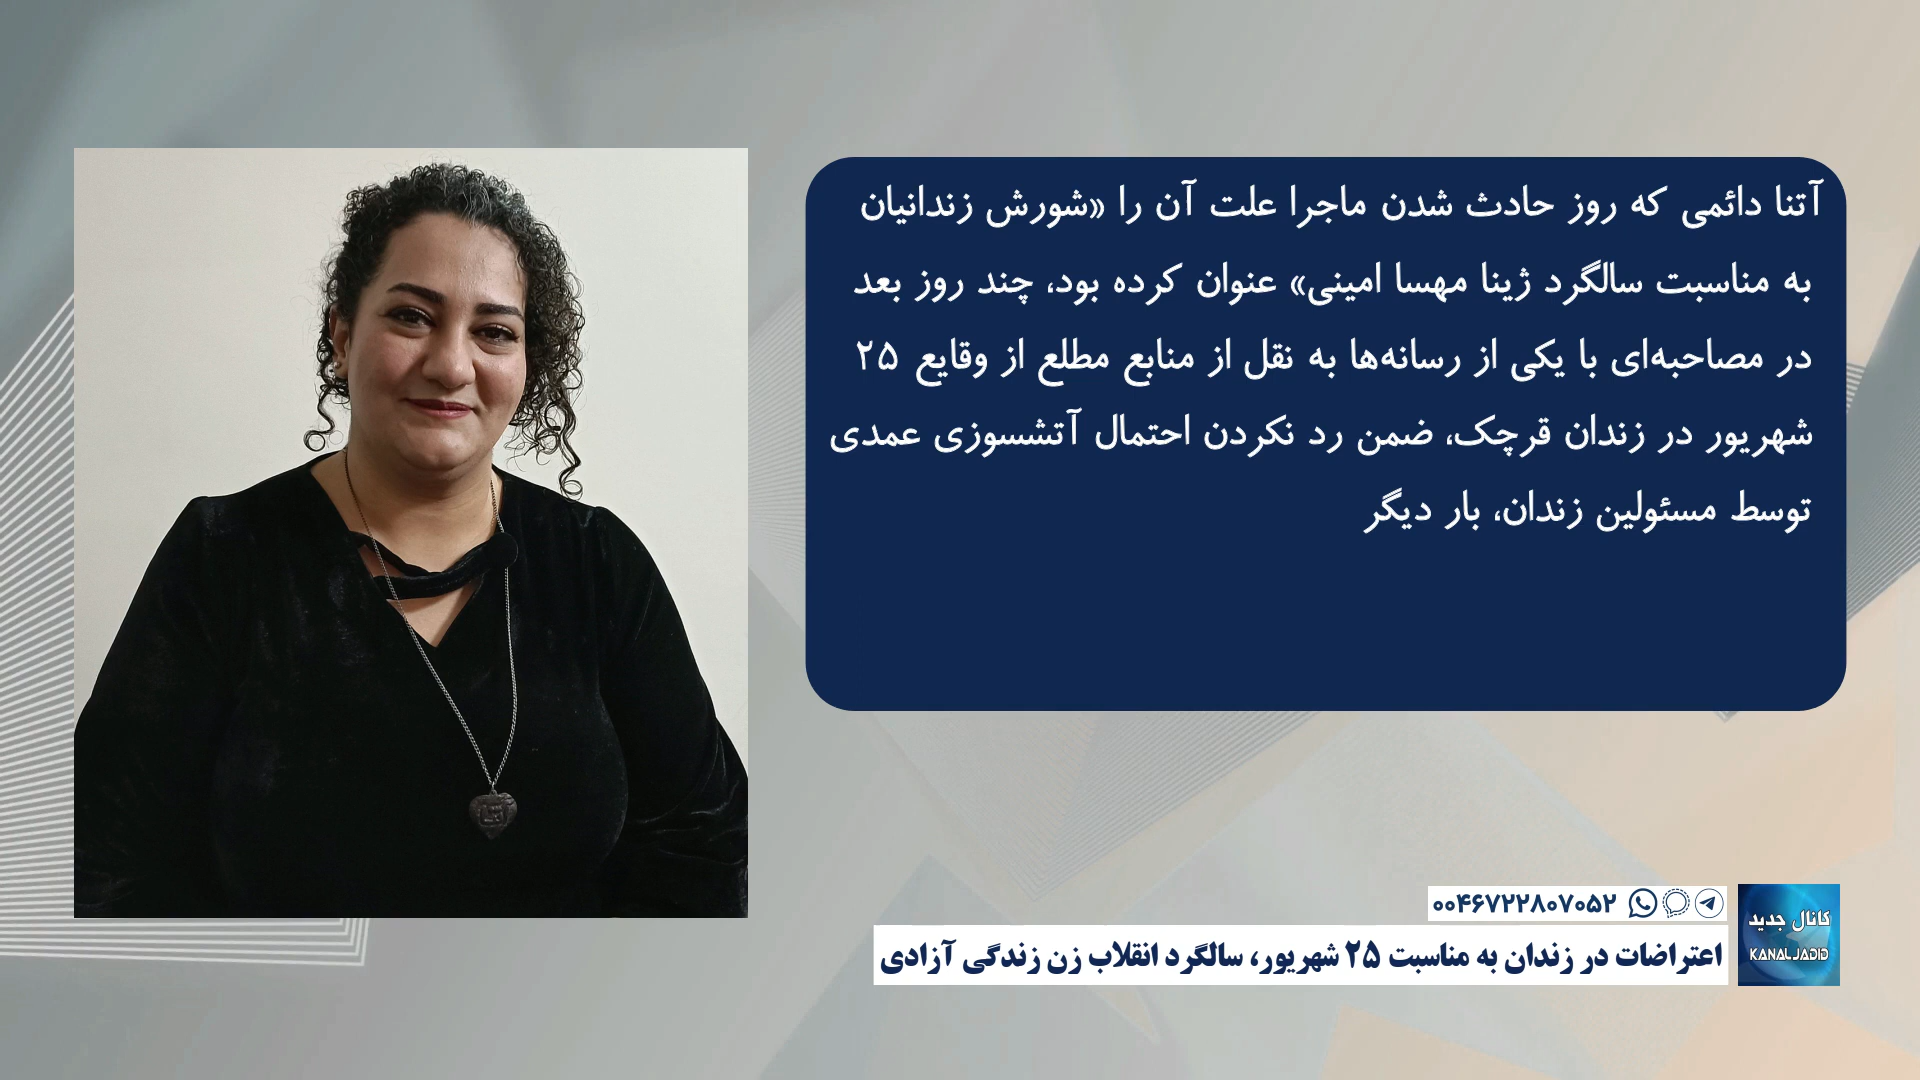 آتنا دائمی که روز حادث شدن ماجرا علت آن را «شورش زندانیان
به مناسبت سالگرد ژینا مهسا امینی» عنوان کرده بود، چند روز بعد
در مصاحبه‌ای با یکی از رسانه‌ها به نقل از منابع مطلع از وقایع ۲۵
شهریور در زندان قرچک، ضمن رد نکردن احتمال آتشسوزی عمدی
توسط مسئولین زندان، بار دیگر
۰۰۴۶۷۲۲۸۰۷۰۵۲
اعتراضات در زندان به مناسبت ۲۵ شهریور، سالگرد انقلاب زن زندگی آزادی
کانال جدید
KANAL JADID